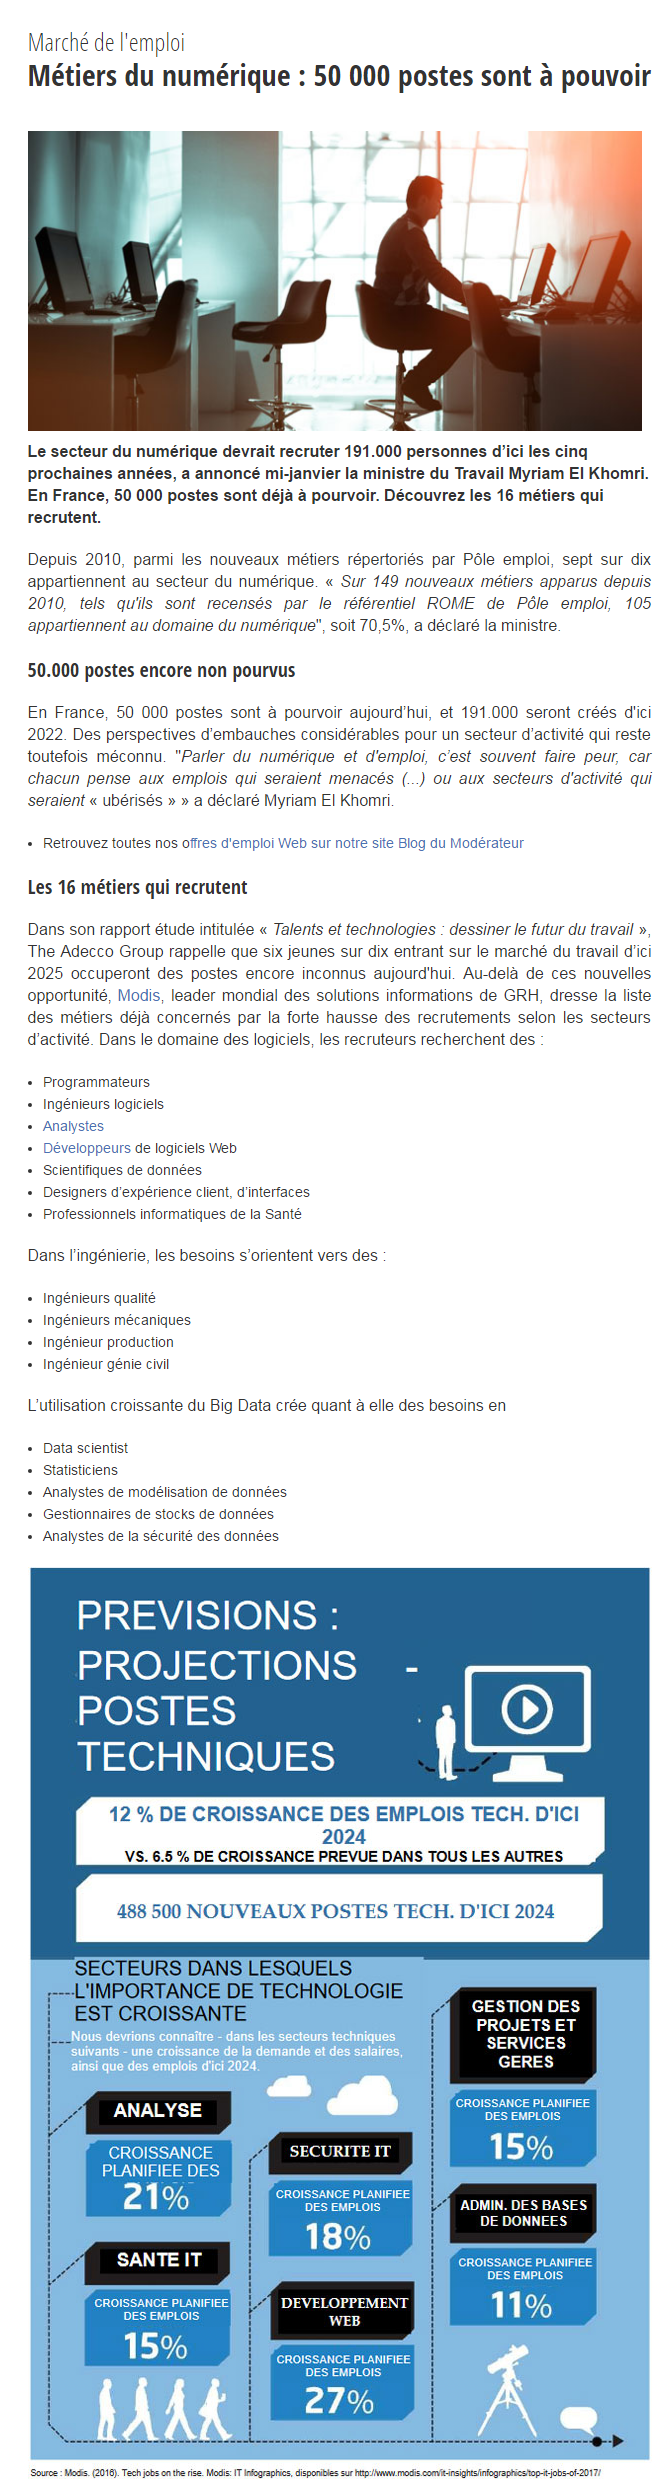 Marché de l'emploi
Métiers du numérique : 50 000 postes sont à pouvoir
Le secteur du numérique devrait recruter 191.000 personnes d’ici les cinq
prochaines années, a annoncé mi-janvier la ministre du Travail Myriam El Khomri.
En France, 50 000 postes sont déjà à pourvoir. Découvrez les 16 métiers qui
recrutent.
Depuis 2010, parmi les nouveaux métiers répertoriés par Pôle emploi, sept sur dix
appartiennent au secteur du numérique. « Sur 149 nouveaux métiers apparus depuis
2010, tels qu'ils sont recensés par le référentiel ROME de Pôle emploi, 105
appartiennent au domaine du numérique", soit 70,5%, a déclaré la ministre.
50.000 postes encore non pourvus
En France, 50 000 postes sont à pourvoir aujourd’hui, et 191.000 seront créés d'ici
2022. Des perspectives d’embauches considérables pour un secteur d’activité qui reste
toutefois méconnu. "Parler du numérique et d'emploi, c’est souvent faire peur, car
chacun pense aux emplois qui seraient menacés (...) ou aux secteurs d'activité qui
seraient « ubérisés » » a déclaré Myriam El Khomri.
• Retrouvez toutes nos offres d'emploi Web sur notre site Blog du Modérateur
Les 16 métiers qui recrutent
Dans son rapport étude intitulée « Talents et technologies : dessiner le futur du travail »,
The Adecco Group rappelle que six jeunes sur dix entrant sur le marché du travail d’ici
2025 occuperont des postes encore inconnus aujourd'hui. Au-delà de ces nouvelles
opportunité, Modis, leader mondial des solutions informations de GRH, dresse la liste
des métiers déjà concernés par la forte hausse des recrutements selon les secteurs
d’activité. Dans le domaine des logiciels, les recruteurs recherchent des :
• Programmateurs
• Ingénieurs logiciels
• Analystes
• Développeurs de logiciels Web
• Scientifiques de données
• Designers d’expérience client, d’interfaces
• Professionnels informatiques de la Santé
Dans l’ingénierie, les besoins s’orientent vers des :
• Ingénieurs qualité
• Ingénieurs mécaniques
• Ingénieur production
• Ingénieur génie civil
L’utilisation croissante du Big Data crée quant à elle des besoins en
• Data scientist
• Statisticiens
• Analystes de modélisation de données
• Gestionnaires de stocks de données
• Analystes de la sécurité des données
PREVISIONS :
PROJECTIONS -
POSTES
TECHNIQUES
12 % DE CROISSANCE DES EMPLOIS TECH. D'ICI
2024
VS. 6.5 % DE CROISSANCE PREVUE DANS TOUS LES AUTRES
488 500 NOUVEAUX POSTES TECH. D'ICI 2024
SECTEURS DANS LESQUELS
L'IMPORTANCE DE TECHNOLOGIE
EST CROISSANTE
Nous devrions connaître - dans les secteurs techniques
suivants - une croissance de la demande et des salaires,
ainsi que des emplois d'ici 2024.
ANALYSE
CROISSANCE
PLANIFIEE DES
21%
SANTE IT
CROISSANCE PLANIFIEE
DES EMPLOIS
15%
SECURITE IT
CROISSANCE PLANIFIEE
DES EMPLOIS
18%
DEVELOPPEMENT
WEB
CROISSANCE PLANIFIEE
DES EMPLOIS
27%
GESTION DES
PROJETS ET
SERVICES
GERES
CROISSANCE PLANIFIEE
DES EMPLOIS
15%
ADMIN. DES BASES
DE DONNEES
CROISSANCE PLANIFIEE
DES EMPLOIS
11%
Source : Modis. (2016). Tech jobs on the rise. Modis: IT Infographics, disponibles sur http://www.modis.com/it-insights/infographics/top-it-jobs-of-2017/